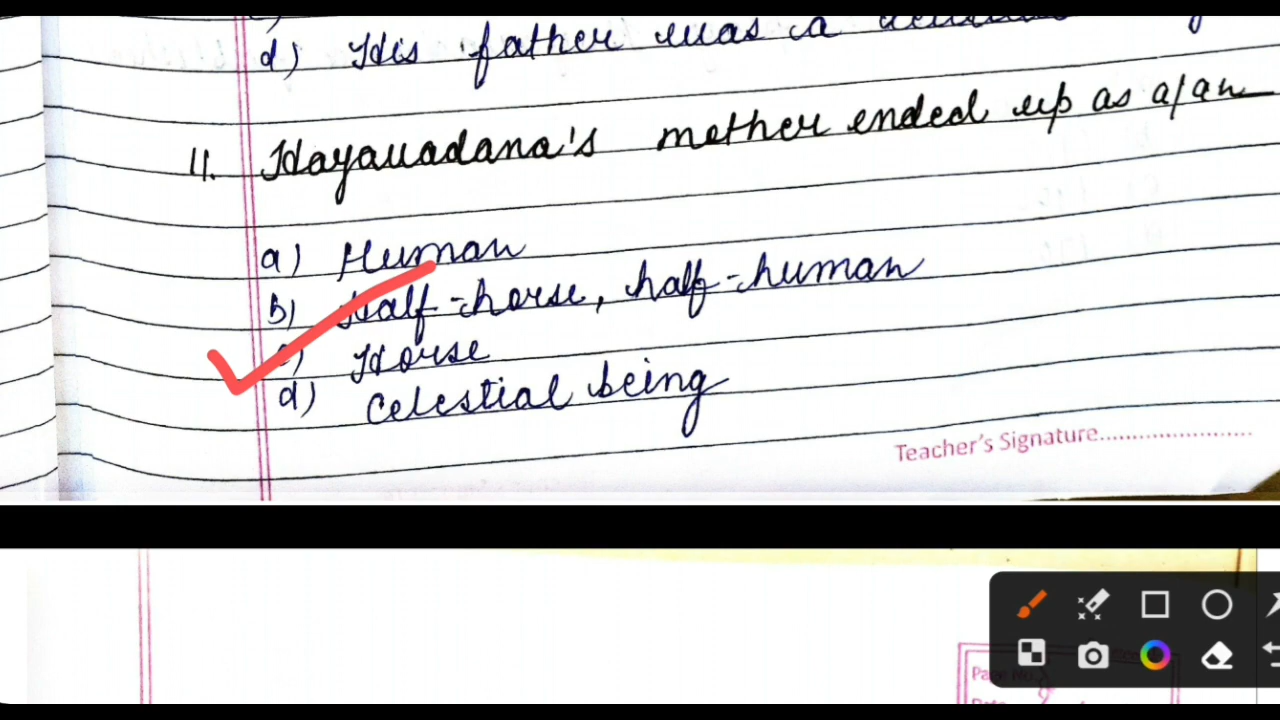 d) His father was a
11. Hayavadana's mother ended up as a/an
a) Human
b) Half-horse, half-human
c) Horse
d) Celestial being
Teacher's Signature..........................